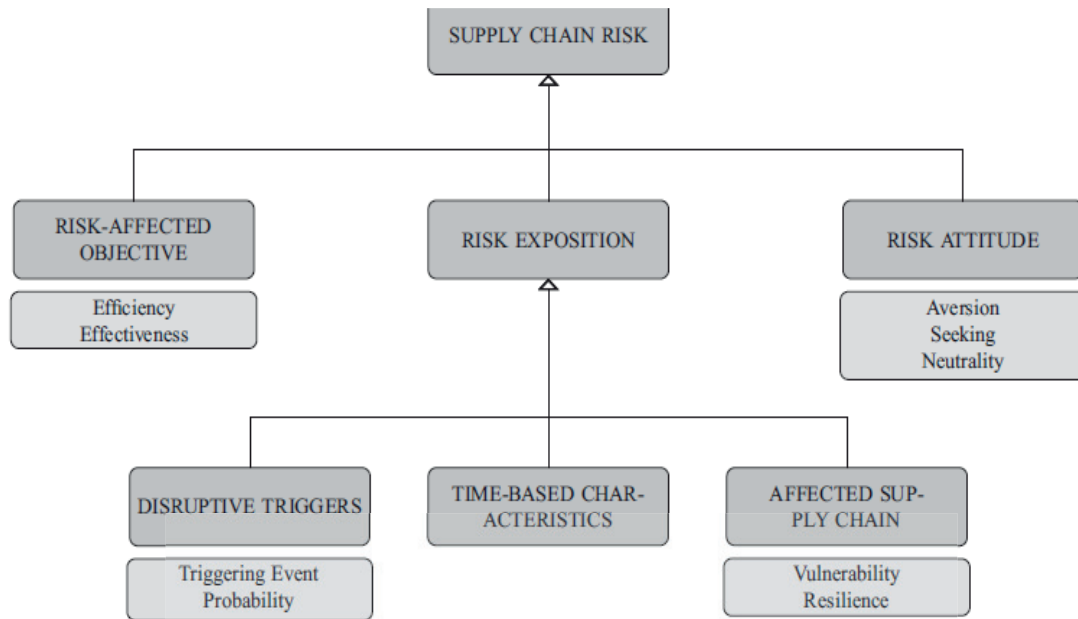 SUPPLY CHAIN RISK
RISK-AFFECTED
OBJECTIVE
RISK EXPOSITION
RISK ATTITUDE
Efficiency
Effectiveness
Aversion
Seeking
Neutrality
DISRUPTIVE TRIGGERS
TIME-BASED CHAR-
ACTERISTICS
AFFECTED SUP-
PLY CHAIN
Triggering Event
Probability
Vulnerability
Resilience